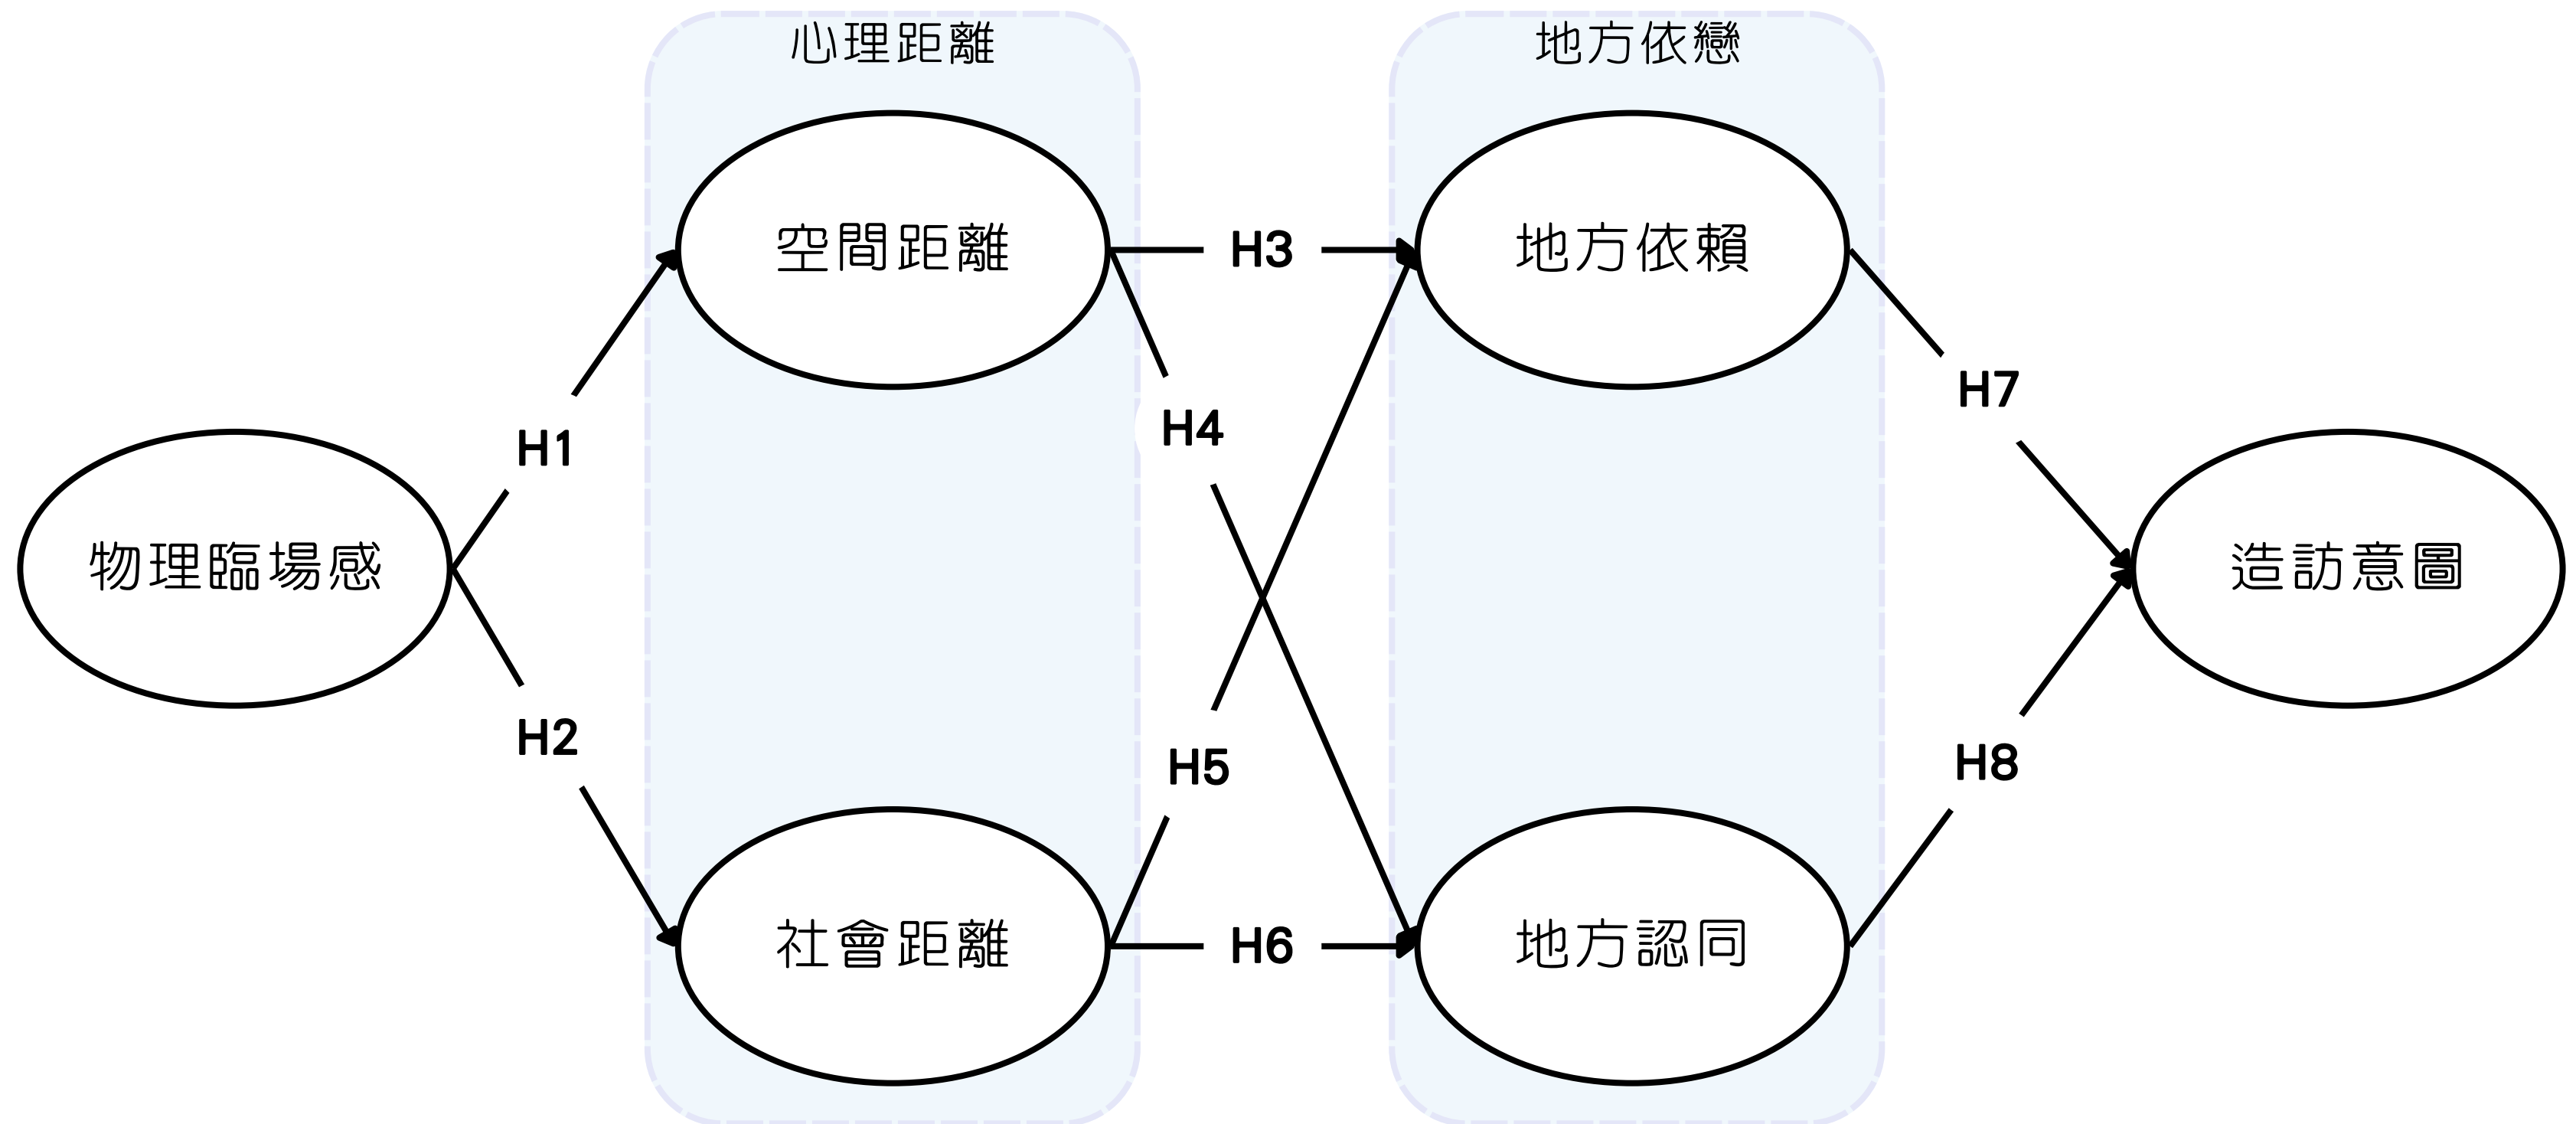 心理距離
地方依戀
空間距離
H3
地方依賴
H7
H4
H1
物理臨場感
造訪意圖
H2
H5
H8
社會距離
H6
地方認同